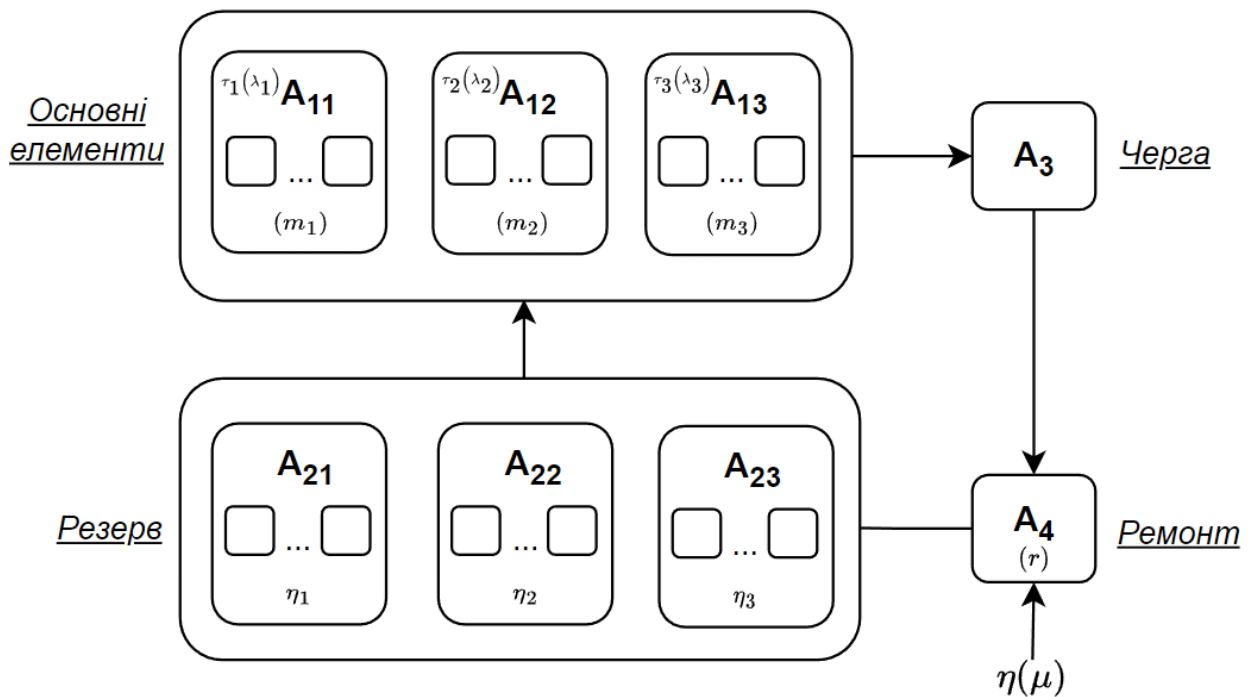 Основні
елементи
τ₁(λ₁) A₁₁
...
(m₁)
τ₂(λ₂) A₁₂
...
(m₂)
τ₃(λ₃) A₁₃
...
(m₃)
A₃
Черга
Резерв
A₂₁
...
η₁
A₂₂
...
η₂
A₂₃
...
η₃
A₄
(r)
Ремонт
η(μ)